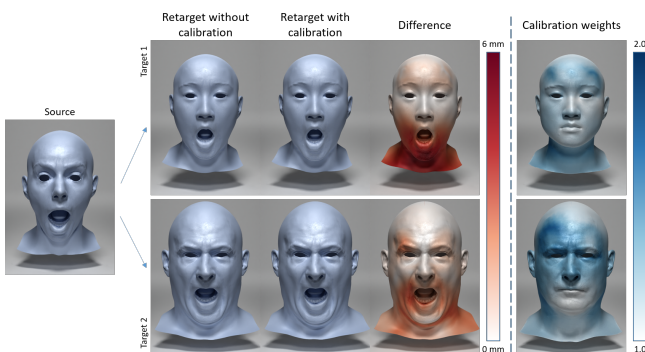 Retarget without
calibration
Retarget with
calibration
Difference
Calibration weights
Target 1
6 mm
2.0
Source
Target 2
0 mm
1.0